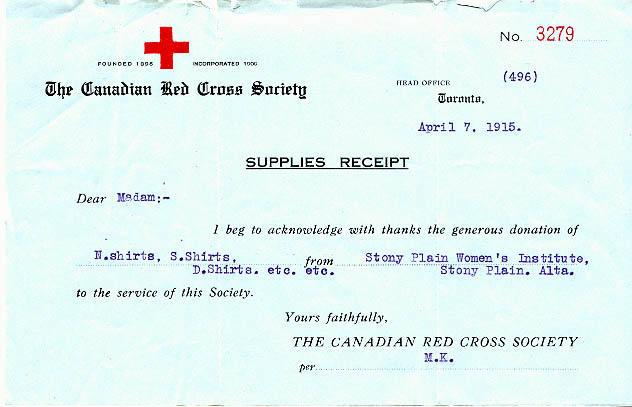 No. 3279
FOUNDED 1896 INCORPORATED 1909
The Canadian Red Cross Society
HEAD OFFICE (496)
Toronto,
April 7, 1915.
SUPPLIES RECEIPT
Dear Madam:-
I beg to acknowledge with thanks the generous donation of
N.shirts, S.Shirts, from Stony Plain Women's Institute,
D.Shirts. etc. etc. Stony Plain. Alta.
to the service of this Society.
Yours faithfully,
THE CANADIAN RED CROSS SOCIETY
per M.K.